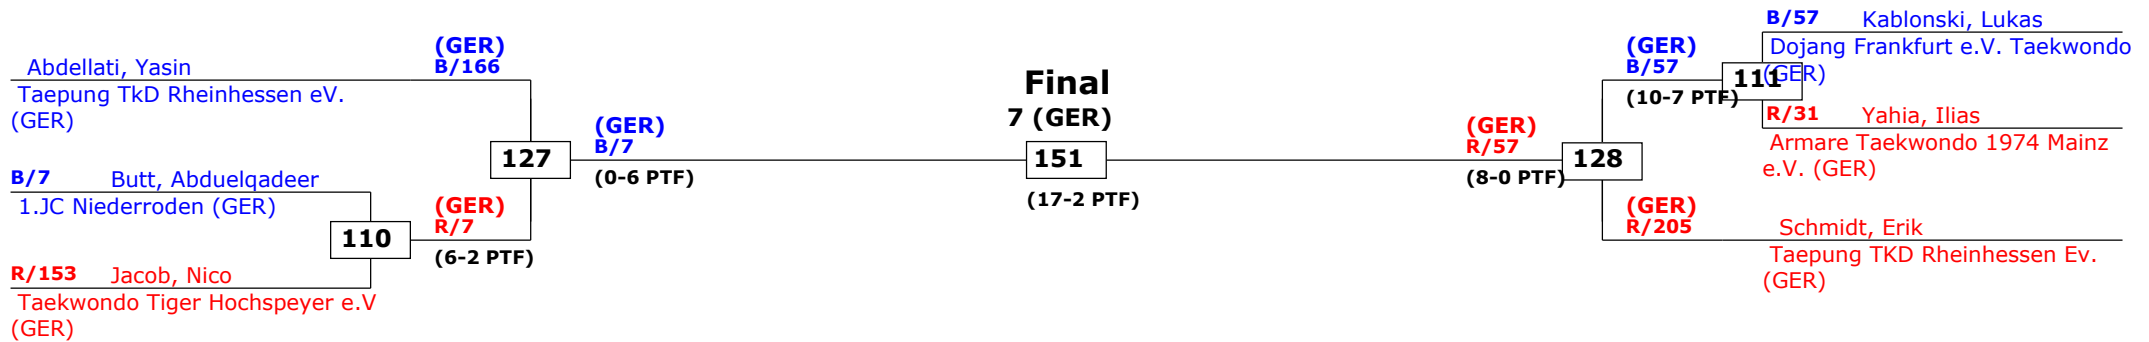 Abdellati, Yasin
Taepung TkD Rheinhessen eV.
(GER)
B/7 Butt, Abduelqadeer
1.JC Niederroden (GER)
R/153 Jacob, Nico
Taekwondo Tiger Hochspeyer e.V
(GER)
110
(GER)
B/166
(GER)
R/7
(6-2 PTF)
127
(GER)
B/7
(0-6 PTF)
Final
7 (GER)
151
(17-2 PTF)
(GER)
R/57
(8-0 PTF)
128
(GER)
B/57
(10-7 PTF)
(GER)
R/205
111
B/57 Kablonski, Lukas
Dojang Frankfurt e.V. Taekwondo
(GER)
R/31 Yahia, Ilias
Armare Taekwondo 1974 Mainz
e.V. (GER)
Schmidt, Erik
Taepung TKD Rheinhessen Ev.
(GER)